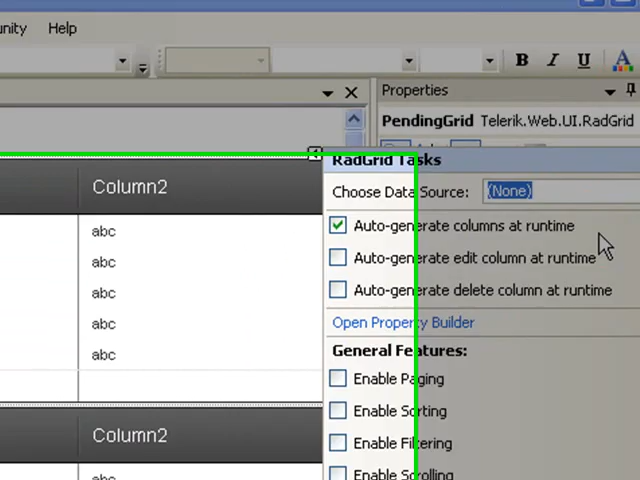 unity Help
B I U A
Properties
PendingGrid Telerik.Web.UI.RadGrid
RadGrid Tasks
Column2
Choose Data Source: (None)
abc
Auto-generate columns at runtime
abc
Auto-generate edit column at runtime
abc
Auto-generate delete column at runtime
abc
Open Property Builder
abc
General Features:
Enable Paging
Enable Sorting
Column2
Enable Filtering
abc
Enable Scrolling